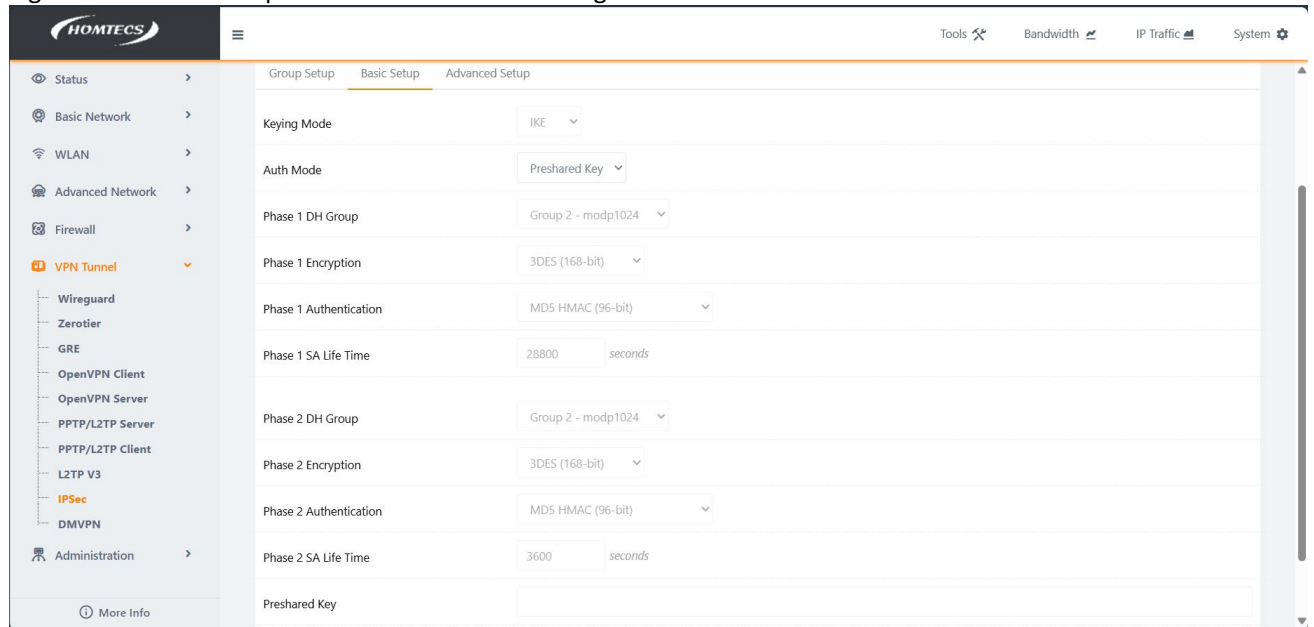 HOMTECS
Tools
Bandwidth
IP Traffic
System
Status
Basic Network
WLAN
Advanced Network
Firewall
VPN Tunnel
Wireguard
Zerotier
GRE
OpenVPN Client
OpenVPN Server
PPTP/L2TP Server
PPTP/L2TP Client
L2TP V3
IPSec
DMVPN
Administration
More Info
Group Setup Basic Setup Advanced Setup
Keying Mode IKE
Auth Mode Preshared Key
Phase 1 DH Group Group 2 - modp1024
Phase 1 Encryption 3DES (168-bit)
Phase 1 Authentication MD5 HMAC (96-bit)
Phase 1 SA Life Time 28800 seconds
Phase 2 DH Group Group 2 - modp1024
Phase 2 Encryption 3DES (168-bit)
Phase 2 Authentication MD5 HMAC (96-bit)
Phase 2 SA Life Time 3600 seconds
Preshared Key